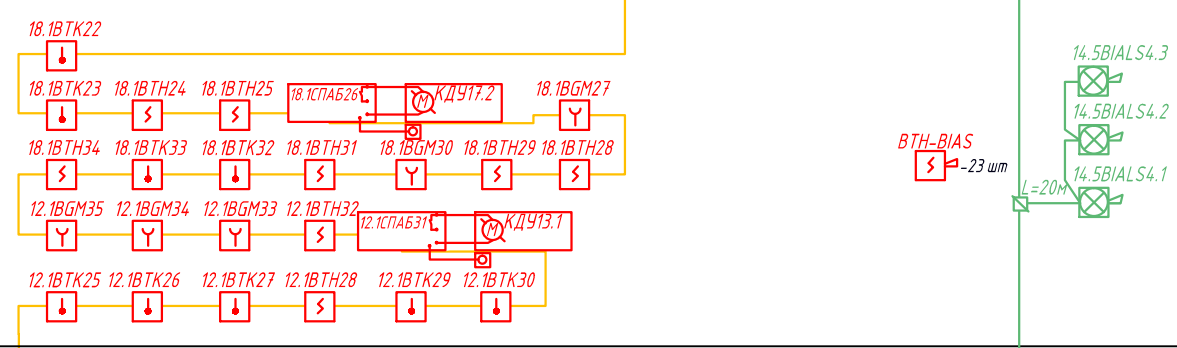 18.1BTK22
18.1BTK23 18.1BTH24 18.1BTH25 18.1СПАБ26 М КДУ17.2 18.1BGM27
18.1BTH34 18.1BTK33 18.1BTK32 18.1BTH31 18.1BGM30 18.1BTH29 18.1BTH28
12.1BGM35 12.1BGM34 12.1BGM33 12.1BTH32 12.1СПАБ31 М КДУ13.1
12.1BTK25 12.1BTK26 12.1BTK27 12.1BTH28 12.1BTK29 12.1BTK30
BTH-BIAS
-23 шт
14.5BIALS4.3
14.5BIALS4.2
14.5BIALS4.1
L=20м